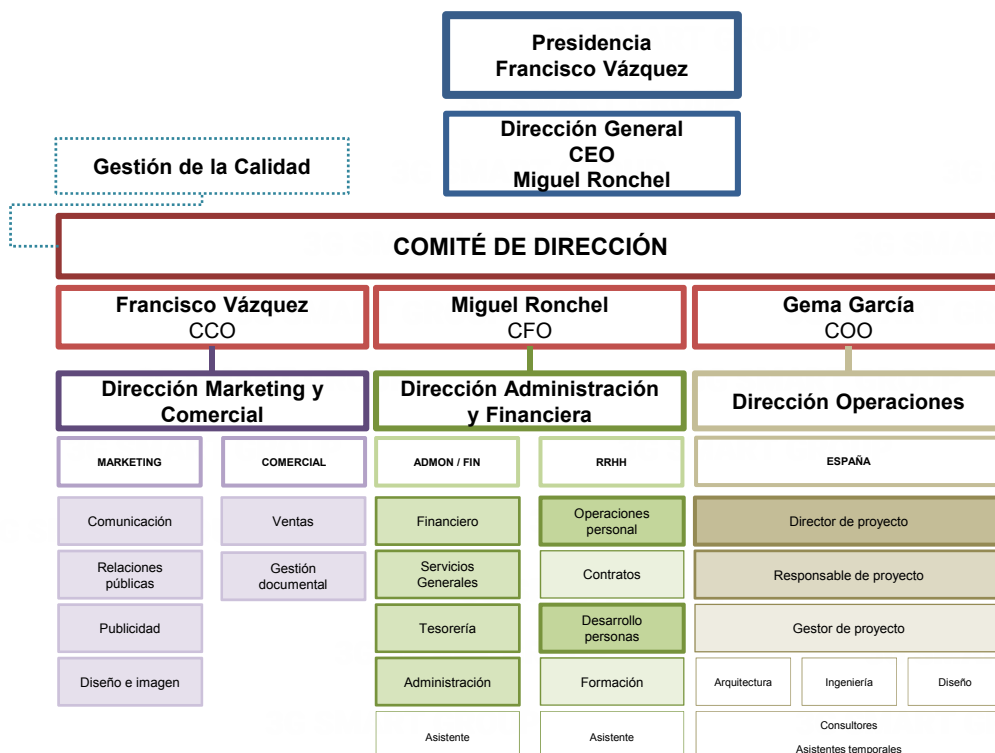 Presidencia
Francisco Vázquez
Dirección General
CEO
Miguel Ronchel
Gestión de la Calidad
COMITÉ DE DIRECCIÓN
Francisco Vázquez
CCO
Miguel Ronchel
CFO
Gema García
COO
Dirección Marketing y
Comercial
Dirección Administración
y Financiera
Dirección Operaciones
MARKETING
COMERCIAL
ADMON / FIN
RRHH
ESPAÑA
Comunicación
Ventas
Financiero
Operaciones
personal
Director de proyecto
Relaciones
públicas
Gestión
documental
Servicios
Generales
Contratos
Responsable de proyecto
Publicidad
Tesorería
Desarrollo
personas
Gestor de proyecto
Diseño e imagen
Administración
Formación
Arquitectura
Ingeniería
Diseño
Asistente
Asistente
Consultores
Asistentes temporales